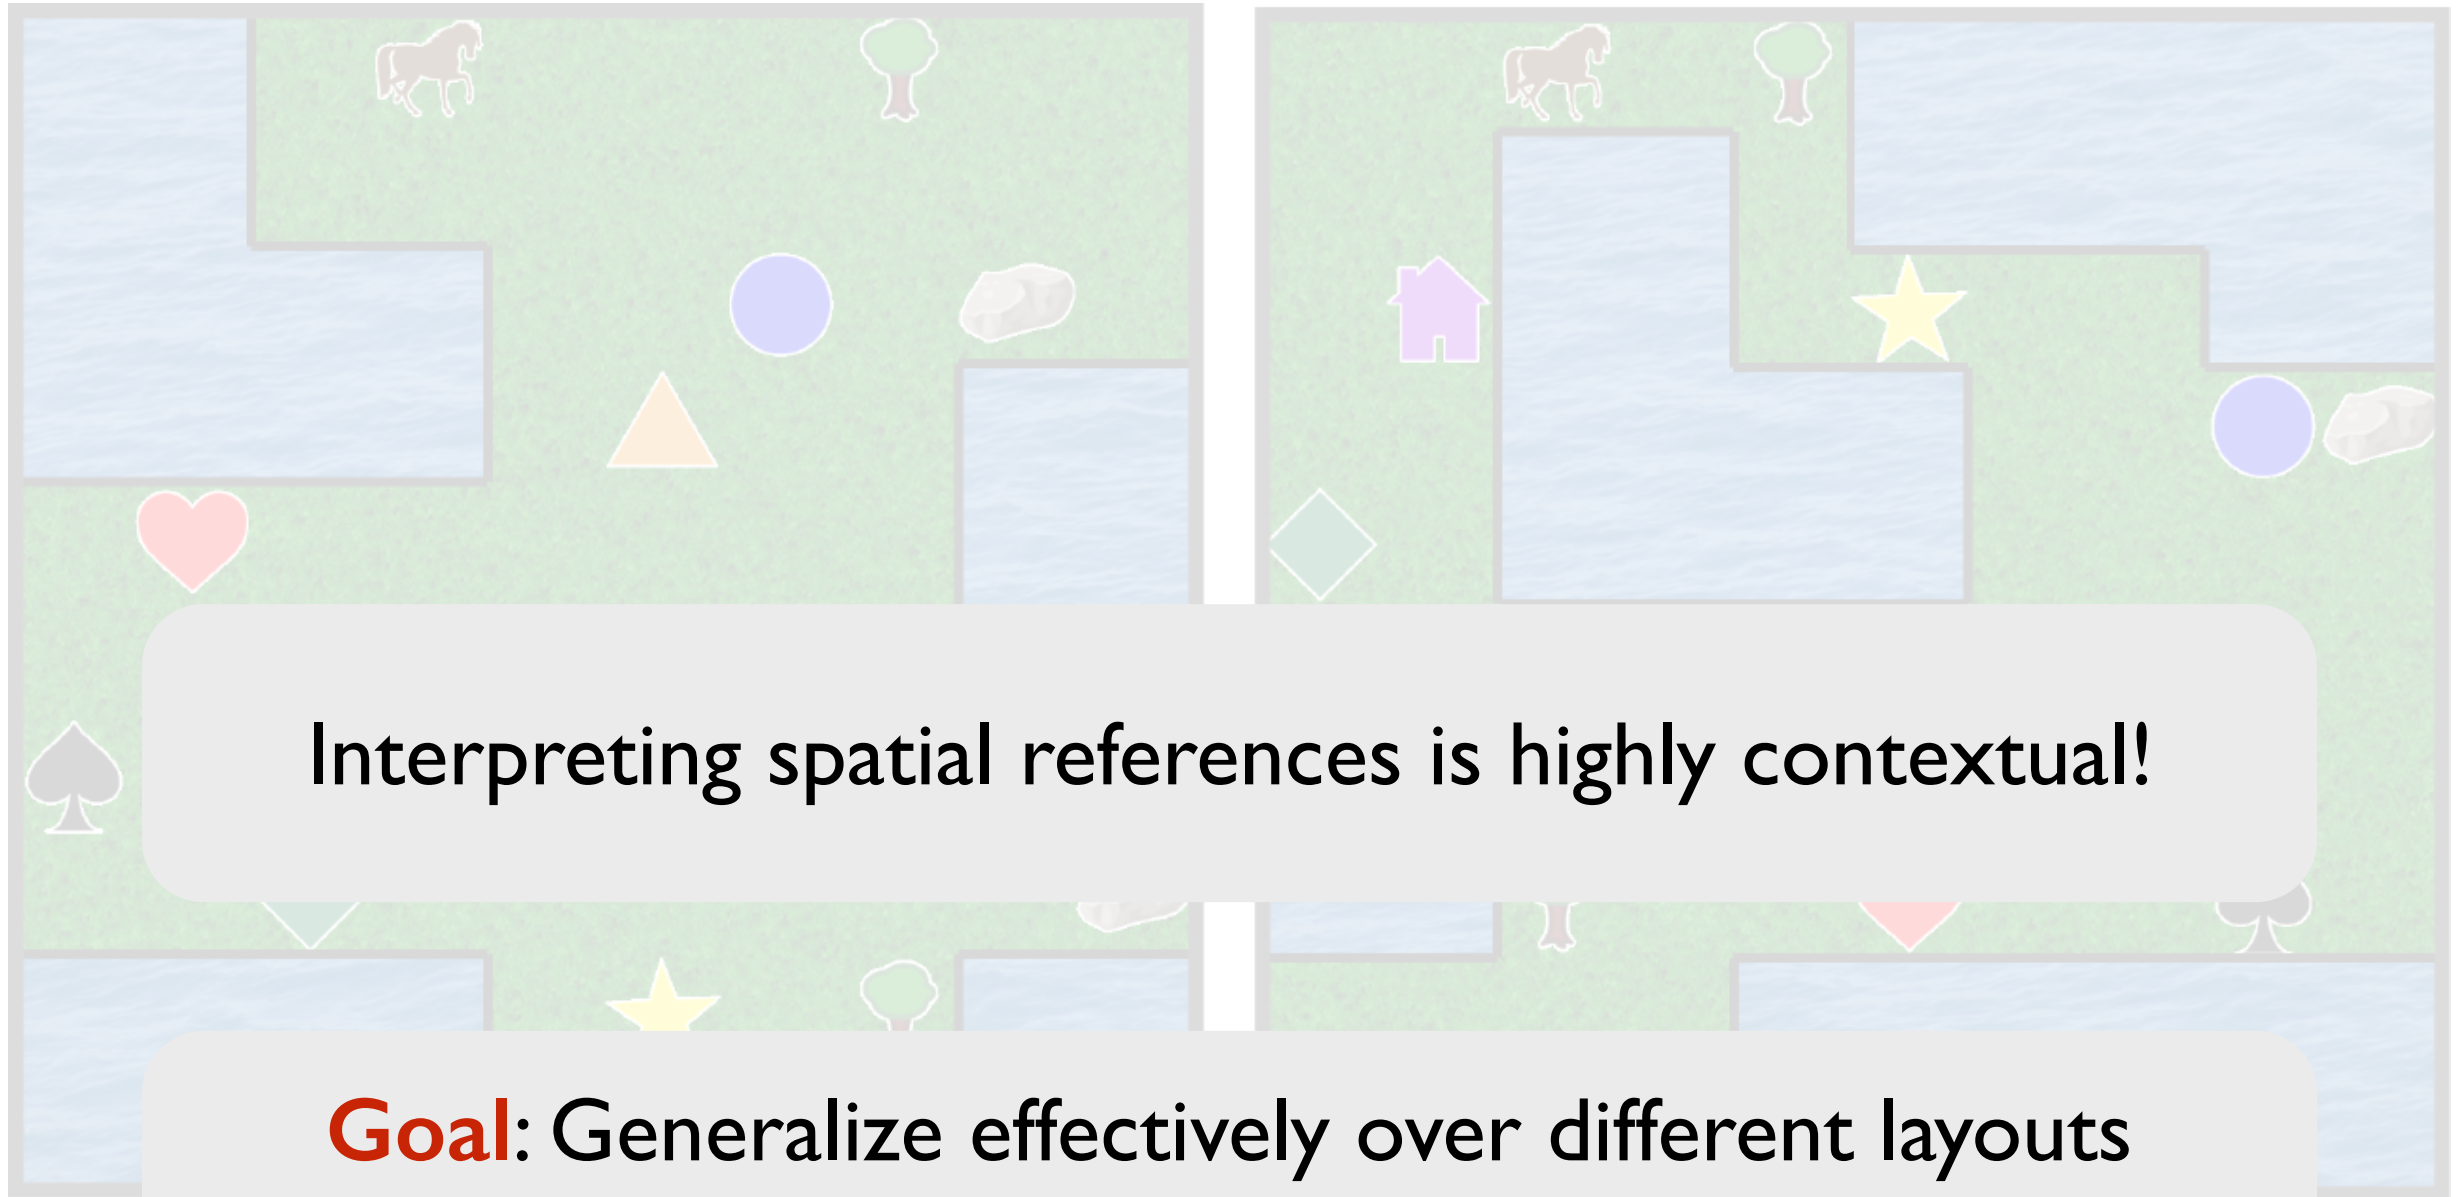 Interpreting spatial references is highly contextual!
Goal: Generalize effectively over different layouts